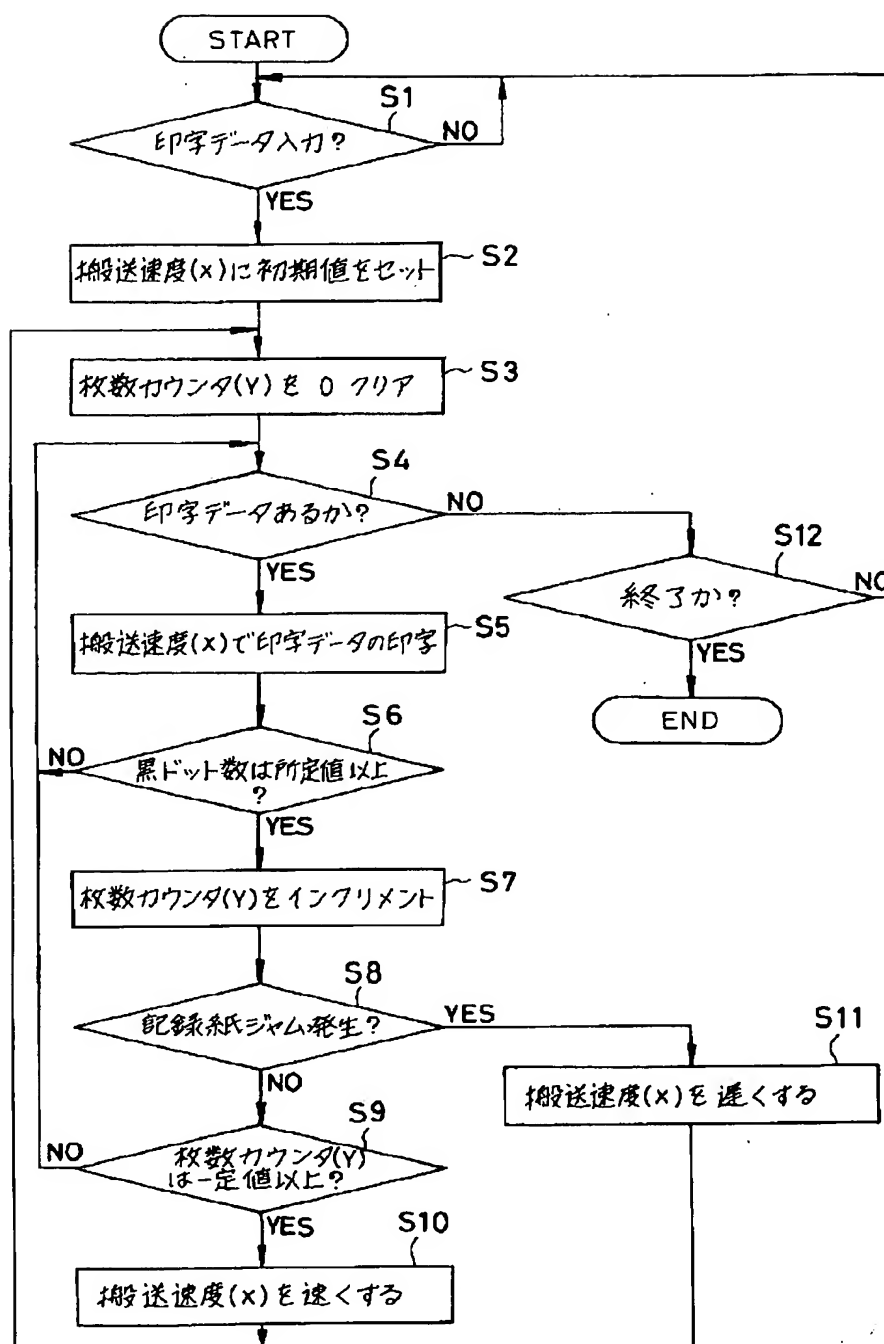 START
S1
印字データ入力?
NO
YES
S2
搬送速度(X)に初期値をセット
S3
枚数カウンタ(Y)を 0 クリア
S4
印字データあるか?
NO
S12
YES
終了か?
NO
S5
搬送速度(X)で印字データの印字
YES
END
S6
NO
黒ドット数は所定値以上
?
YES
S7
枚数カウンタ(Y)をインクリメント
S8
記録紙ジャム発生?
YES
S11
NO
搬送速度(X)を遅くする
S9
NO
枚数カウンタ(Y)
は一定値以上?
YES
S10
搬送速度(X)を速くする